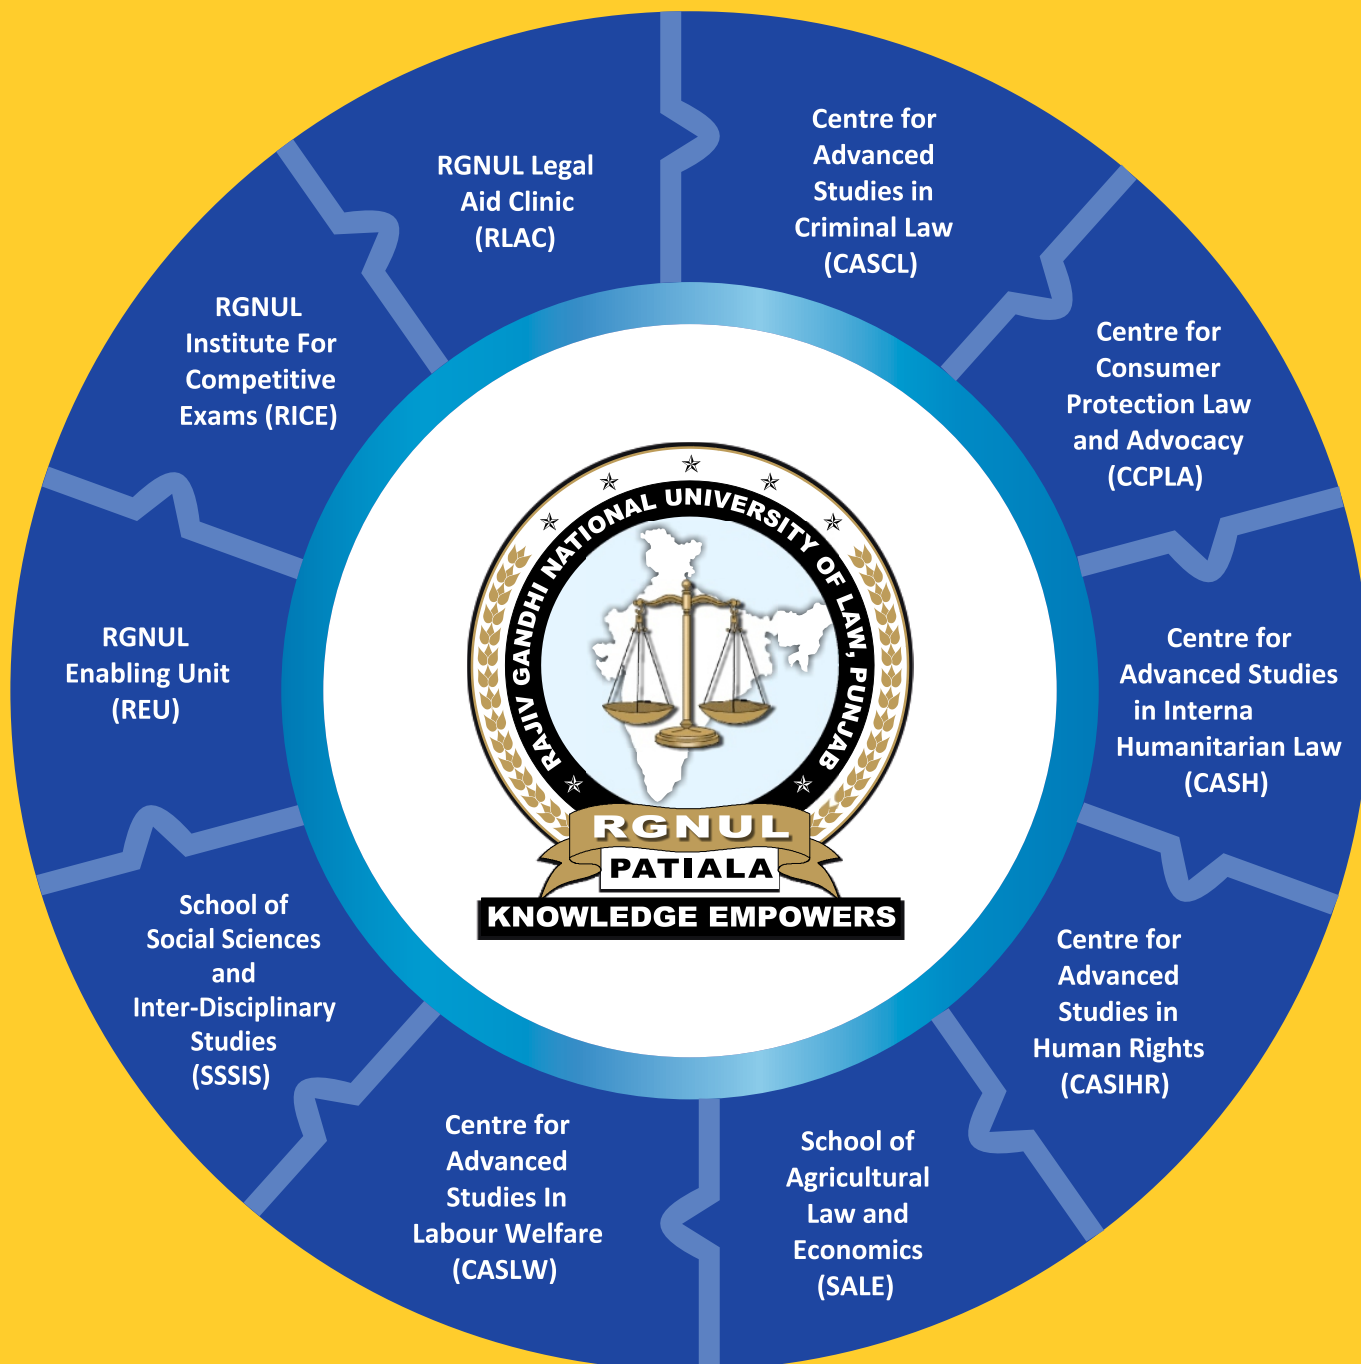 Centre for
Advanced
Studies in
Criminal Law
(CASCL)
Centre for
Consumer
Protection Law
and Advocacy
(CCPLA)
Centre for
Advanced Studies
in Interna
Humanitarian Law
(CASH)
Centre for
Advanced
Studies in
Human Rights
(CASIHR)
School of
Agricultural
Law and
Economics
(SALE)
Centre for
Advanced
Studies In
Labour Welfare
(CASLW)
School of
Social Sciences
and
Inter-Disciplinary
Studies
(SSSIS)
RGNUL
Enabling Unit
(REU)
RGNUL
Institute For
Competitive
Exams (RICE)
RGNUL Legal
Aid Clinic
(RLAC)
RAJIV GANDHI NATIONAL UNIVERSITY OF LAW, PUNJAB
RGNUL
PATIALA
KNOWLEDGE EMPOWERS